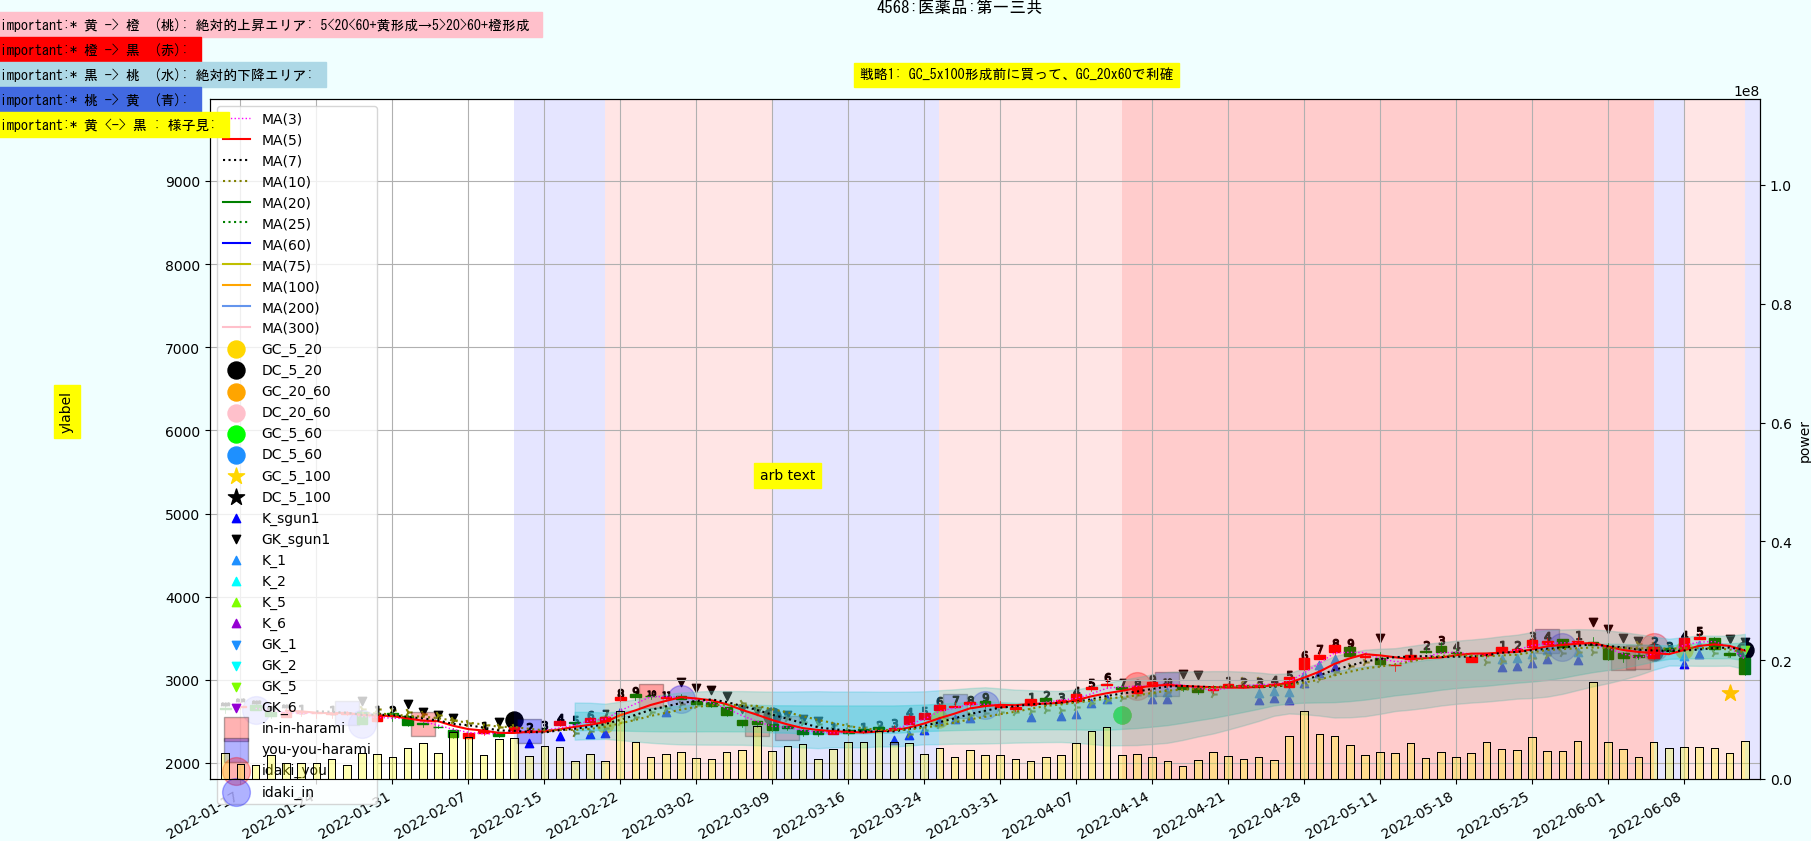 4568:医薬品:第一三共
important:* 黄 -> 橙 (桃): 絶対的上昇エリア: 5<20<60+黄形成→5>20>60+橙形成
important:* 橙 -> 黒 (赤):
important:* 黒 -> 桃 (水): 絶対的下降エリア:
important:* 桃 -> 黄 (青):
important:* 黄 <-> 黒 : 様子見:
戦略1: GC_5x100形成前に買って、GC_20x60で利確
1e8
MA(3)
MA(5)
MA(7)
MA(10)
MA(20)
MA(25)
MA(60)
MA(75)
MA(100)
MA(200)
MA(300)
GC_5_20
DC_5_20
GC_20_60
DC_20_60
GC_5_60
DC_5_60
GC_5_100
DC_5_100
K_sgun1
GK_sgun1
K_1
K_2
K_5
K_6
GK_1
GK_2
GK_5
GK_6
in-in-harami
you-you-harami
idaki_you
idaki_in
9000
8000
7000
6000
5000
4000
3000
2000
ylabel
arb text
1.0
0.8
0.6
0.4
0.2
0.0
power
2022-01-31
2022-02-07
2022-02-15
2022-02-22
2022-03-02
2022-03-09
2022-03-16
2022-03-24
2022-03-31
2022-04-07
2022-04-14
2022-04-21
2022-04-28
2022-05-11
2022-05-18
2022-05-25
2022-06-01
2022-06-08